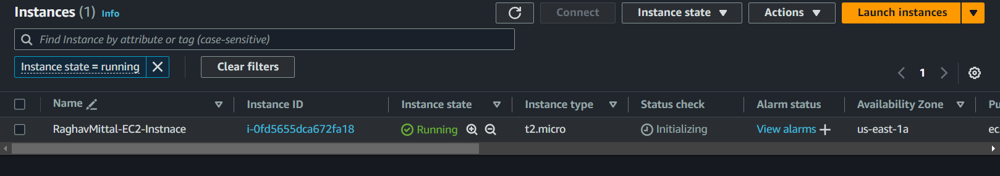 Instances (1) Info
Connect Instance state Actions Launch instances
Find Instance by attribute or tag (case-sensitive)
Instance state = running Clear filters
1
Name Instance ID Instance state Instance type Status check Alarm status Availability Zone Pu
RaghavMittal-EC2-Instnace i-0fd5655dca672fa18 Running t2.micro Initializing View alarms + us-east-1a ec